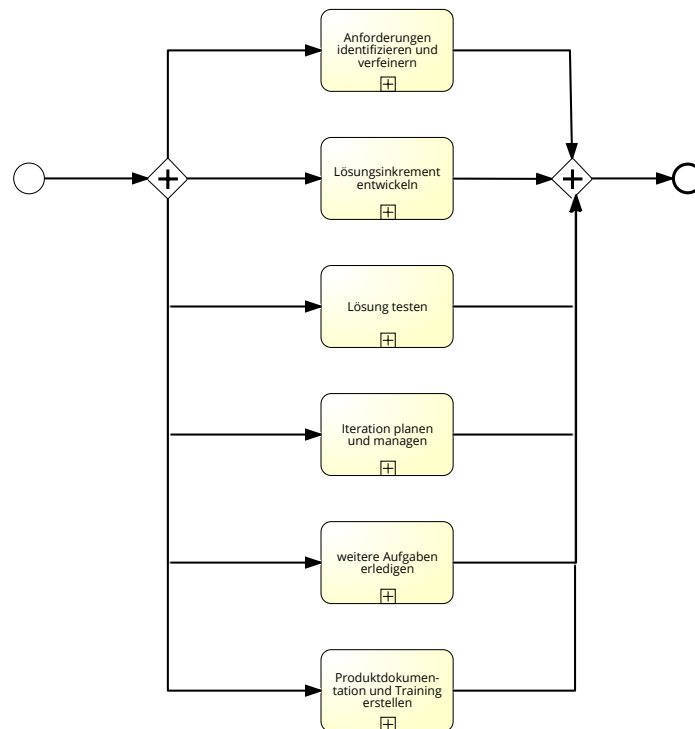 Anforderungen
identifizieren und
verfeinern
Lösungsinkrement
entwickeln
Lösung testen
Iteration planen
und managen
weitere Aufgaben
erledigen
Produktdokumen-
tation und Training
erstellen